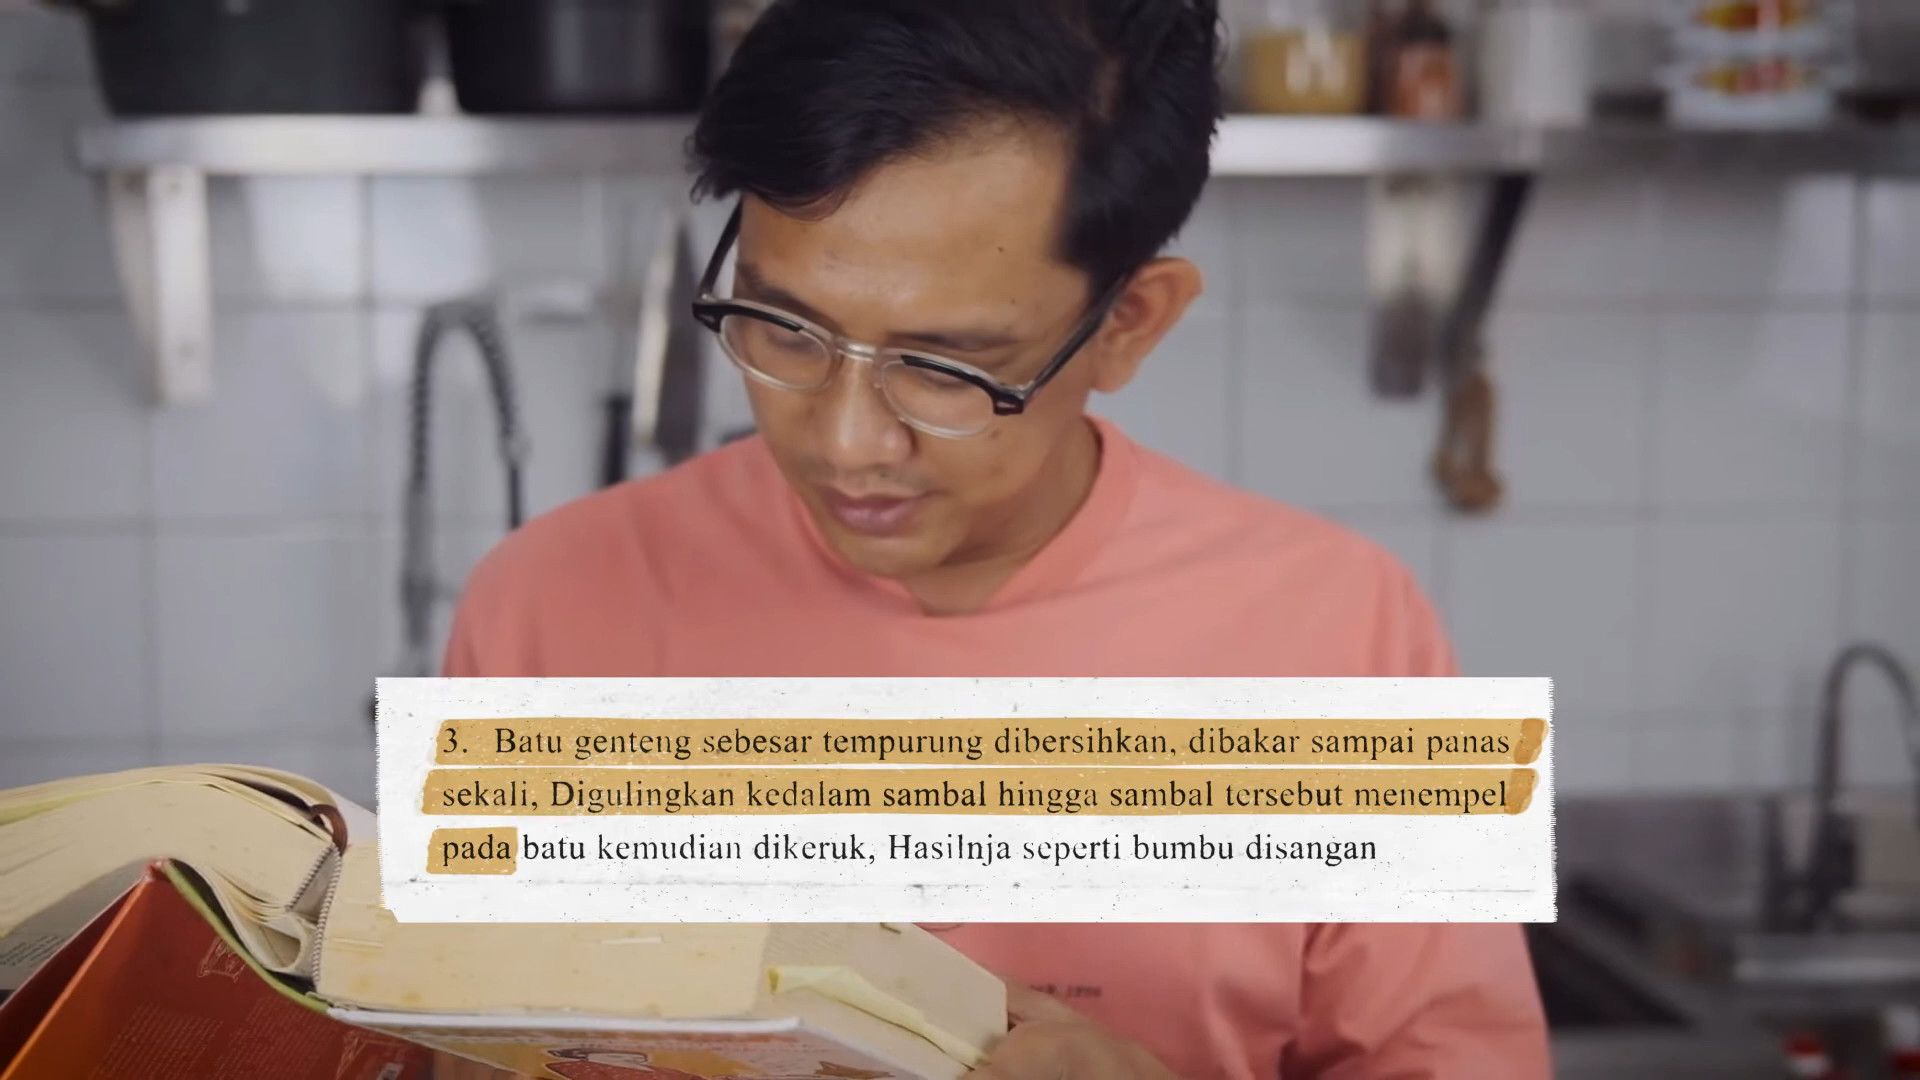 3. Batu genteng sebesar tempurung dibersihkan, dibakar sampai panas
sekali, Digulingkan kedalam sambal hingga sambal tersebut menempel
pada batu kemudian dikeruk, Hasilnja seperti bumbu disangan